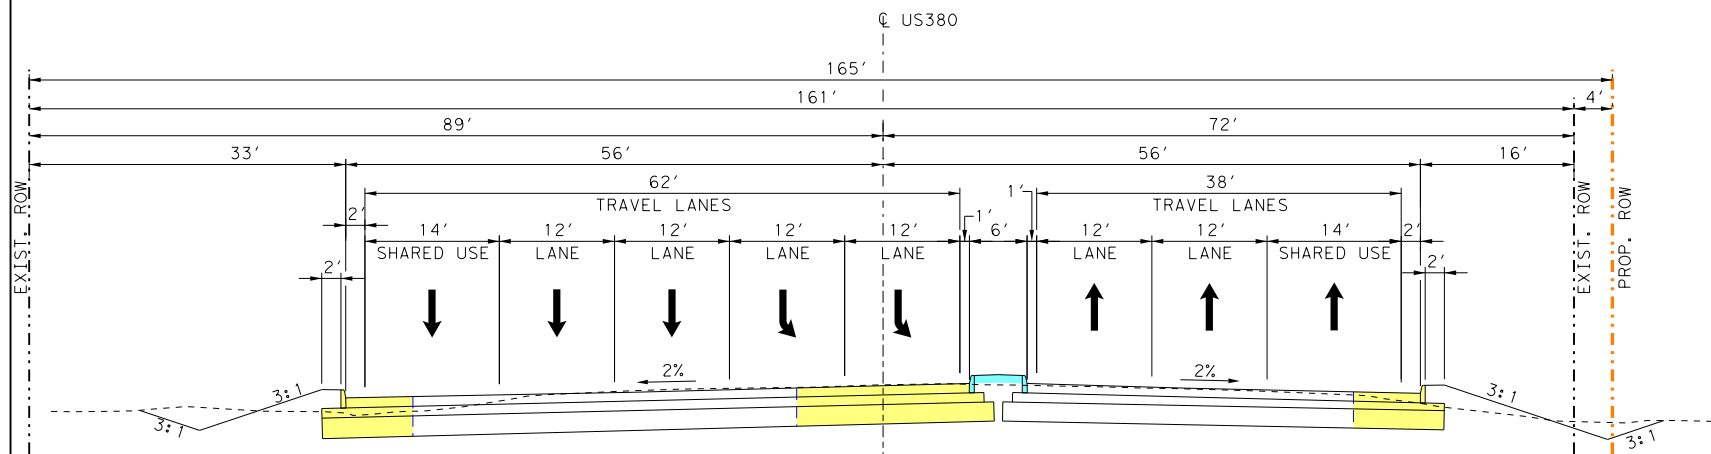 ℄ US380
165'
161' 4'
89' 72'
33' 56' 56' 16'
62' 1' 38'
TRAVEL LANES TRAVEL LANES
2' 1' 2'
14' 12' 12' 12' 12' 6' 12' 12' 14'
SHARED USE LANE LANE LANE LANE LANE LANE SHARED USE
2' 2'
EXIST. ROW
EXIST. ROW
PROP. ROW
2% 2%
3:1 3:1
3:1 3:1